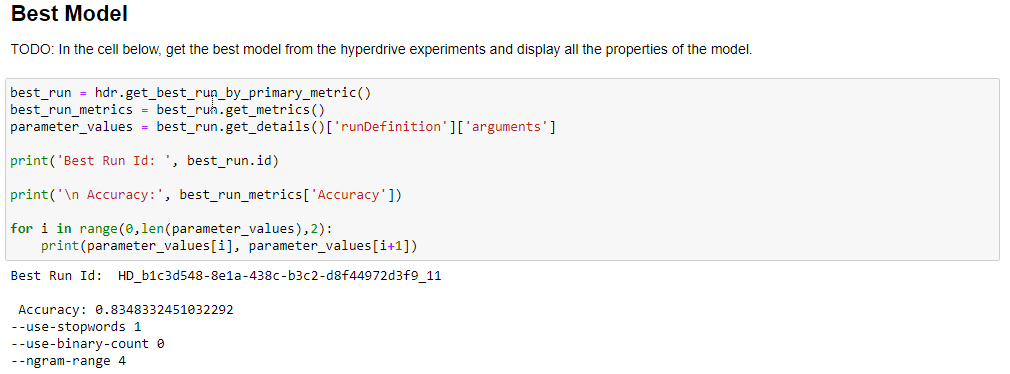 Best Model
TODO: In the cell below, get the best model from the hyperdrive experiments and display all the properties of the model.
best_run = hdr.get_best_run_by_primary_metric()
best_run_metrics = best_run.get_metrics()
parameter_values = best_run.get_details()['runDefinition']['arguments']
print('Best Run Id: ', best_run.id)
print('\n Accuracy:', best_run_metrics['Accuracy'])
for i in range(0,len(parameter_values),2):
    print(parameter_values[i], parameter_values[i+1])
Best Run Id:  HD_b1c3d548-8e1a-438c-b3c2-d8f44972d3f9_11
 Accuracy: 0.8348332451032292
--use-stopwords 1
--use-binary-count 0
--ngram-range 4